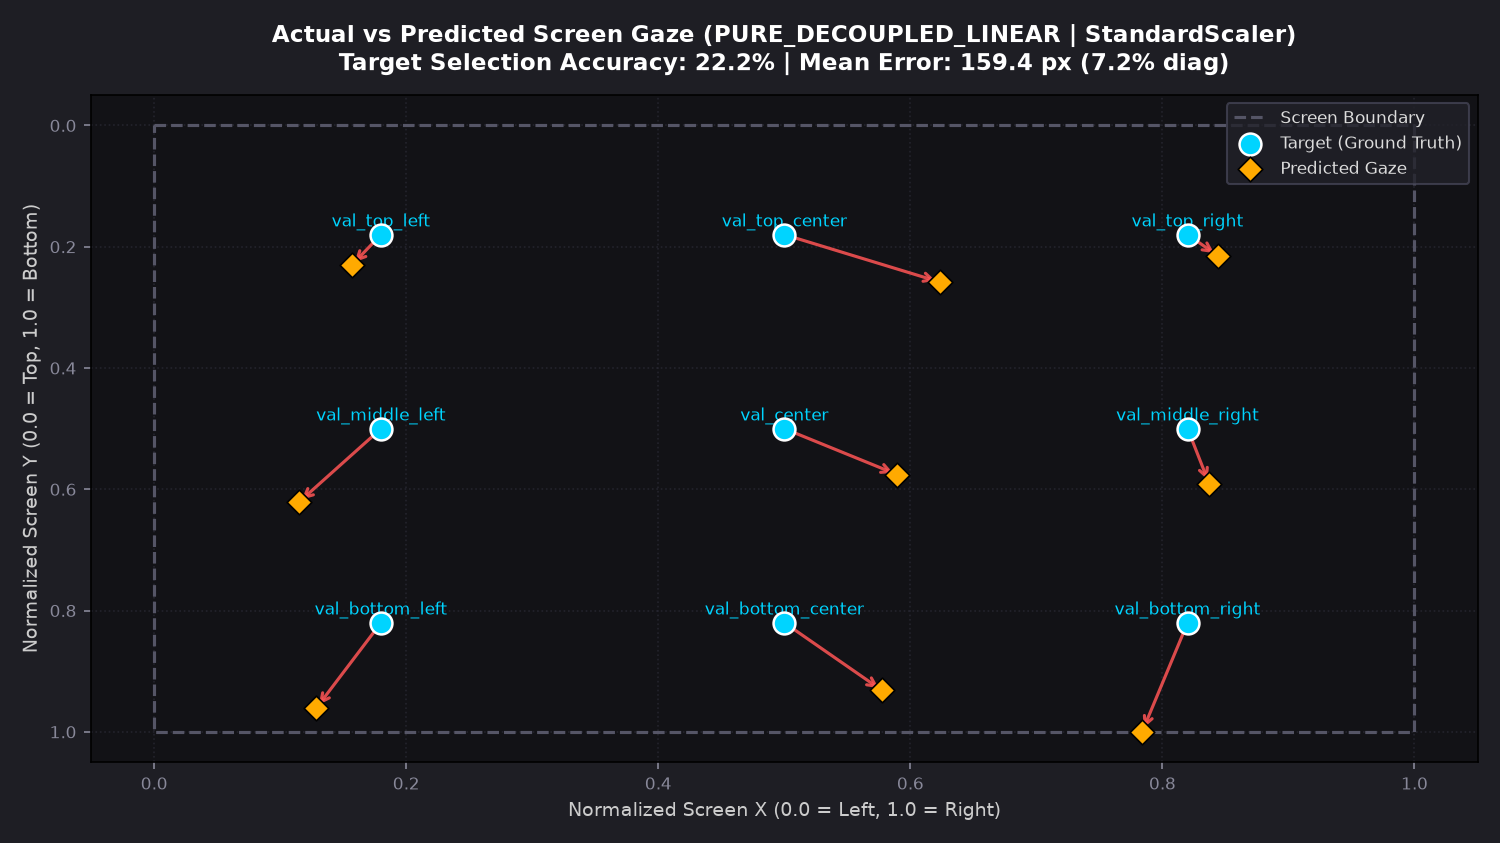 Actual vs Predicted Screen Gaze (PURE_DECOUPLED_LINEAR | StandardScaler)
Target Selection Accuracy: 22.2% | Mean Error: 159.4 px (7.2% diag)
Screen Boundary
Target (Ground Truth)
Predicted Gaze
Normalized Screen Y (0.0 = Top, 1.0 = Bottom)
0.0
0.2
0.4
0.6
0.8
1.0
val_top_left
val_top_center
val_top_right
val_middle_left
val_center
val_middle_right
val_bottom_left
val_bottom_center
val_bottom_right
0.0
0.2
0.4
0.6
0.8
1.0
Normalized Screen X (0.0 = Left, 1.0 = Right)